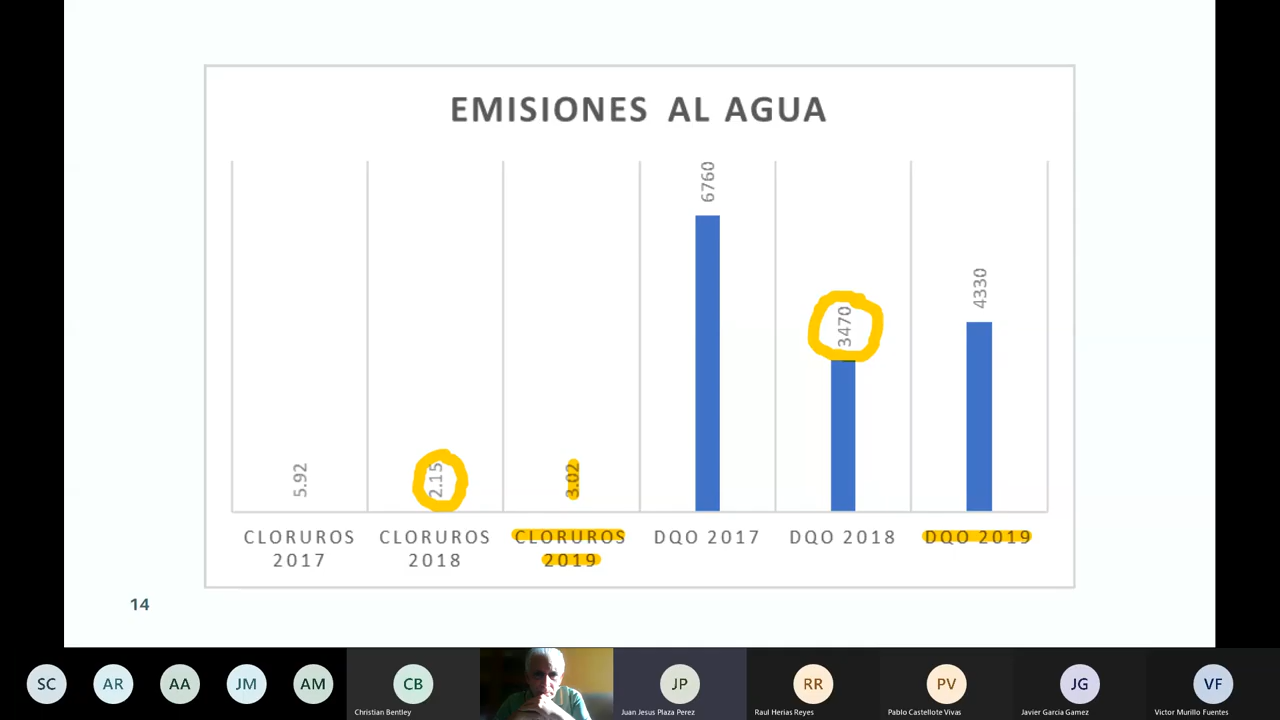 EMISIONES AL AGUA
5.92
2.15
3.02
6760
3470
4330
CLORUROS 2017
CLORUROS 2018
CLORUROS 2019
DQO 2017
DQO 2018
DQO 2019
14
SC
AR
AA
JM
AM
CB
Christian Bentley
JP
Juan Jesus Plaza Perez
RR
Raul Herias Reyes
PV
Pablo Castellote Vivas
JG
Javier Garcia Gamez
VF
Victor Murillo Fuentes